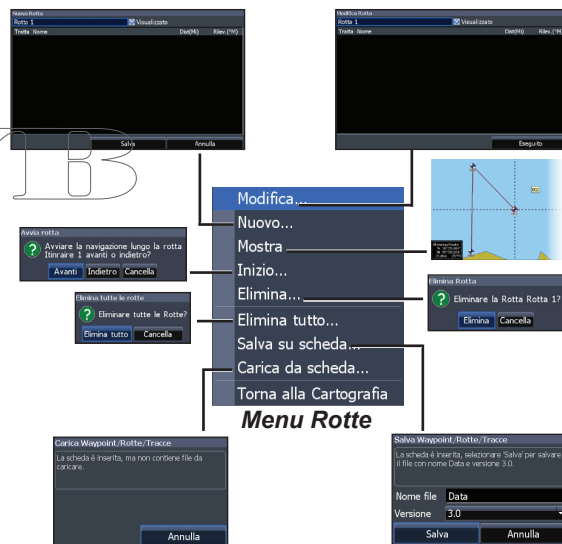 Nuovo Rotta
Rotta 1
Visualizzato
Tratta Nome Dist(Mi) Rilev.(°M)
Salva Annulla
Modifica Rotta
Rotta 1
Visualizzato
Tratta Nome Dist(Mi) Rilev.(°M)
Eseguito
B
Modifica...
Nuovo...
Mostra
Inizio...
Elimina...
Elimina tutto...
Salva su scheda...
Carica da scheda...
Torna alla Cartografia
Menu Rotte
002
Avvia rotta
Avviare la navigazione lungo la rotta
Itinraire 1 avanti o indietro?
Avanti Indietro Cancella
Elimina tutte le rotte
Eliminare tutte le Rotte?
Elimina tutto Cancella
Elimina Rotta
Eliminare la Rotta Rotta 1?
Elimina Cancella
Carica Waypoint/Rotte/Tracce
La scheda è inserita, ma non contiene file da
caricare.
Annulla
Salva Waypoint/Rotte/Tracce
La scheda è inserita, selezionare 'Salva' per salvare
il file con nome Data e versione 3.0.
Nome file Data
Versione 3.0
Salva Annulla